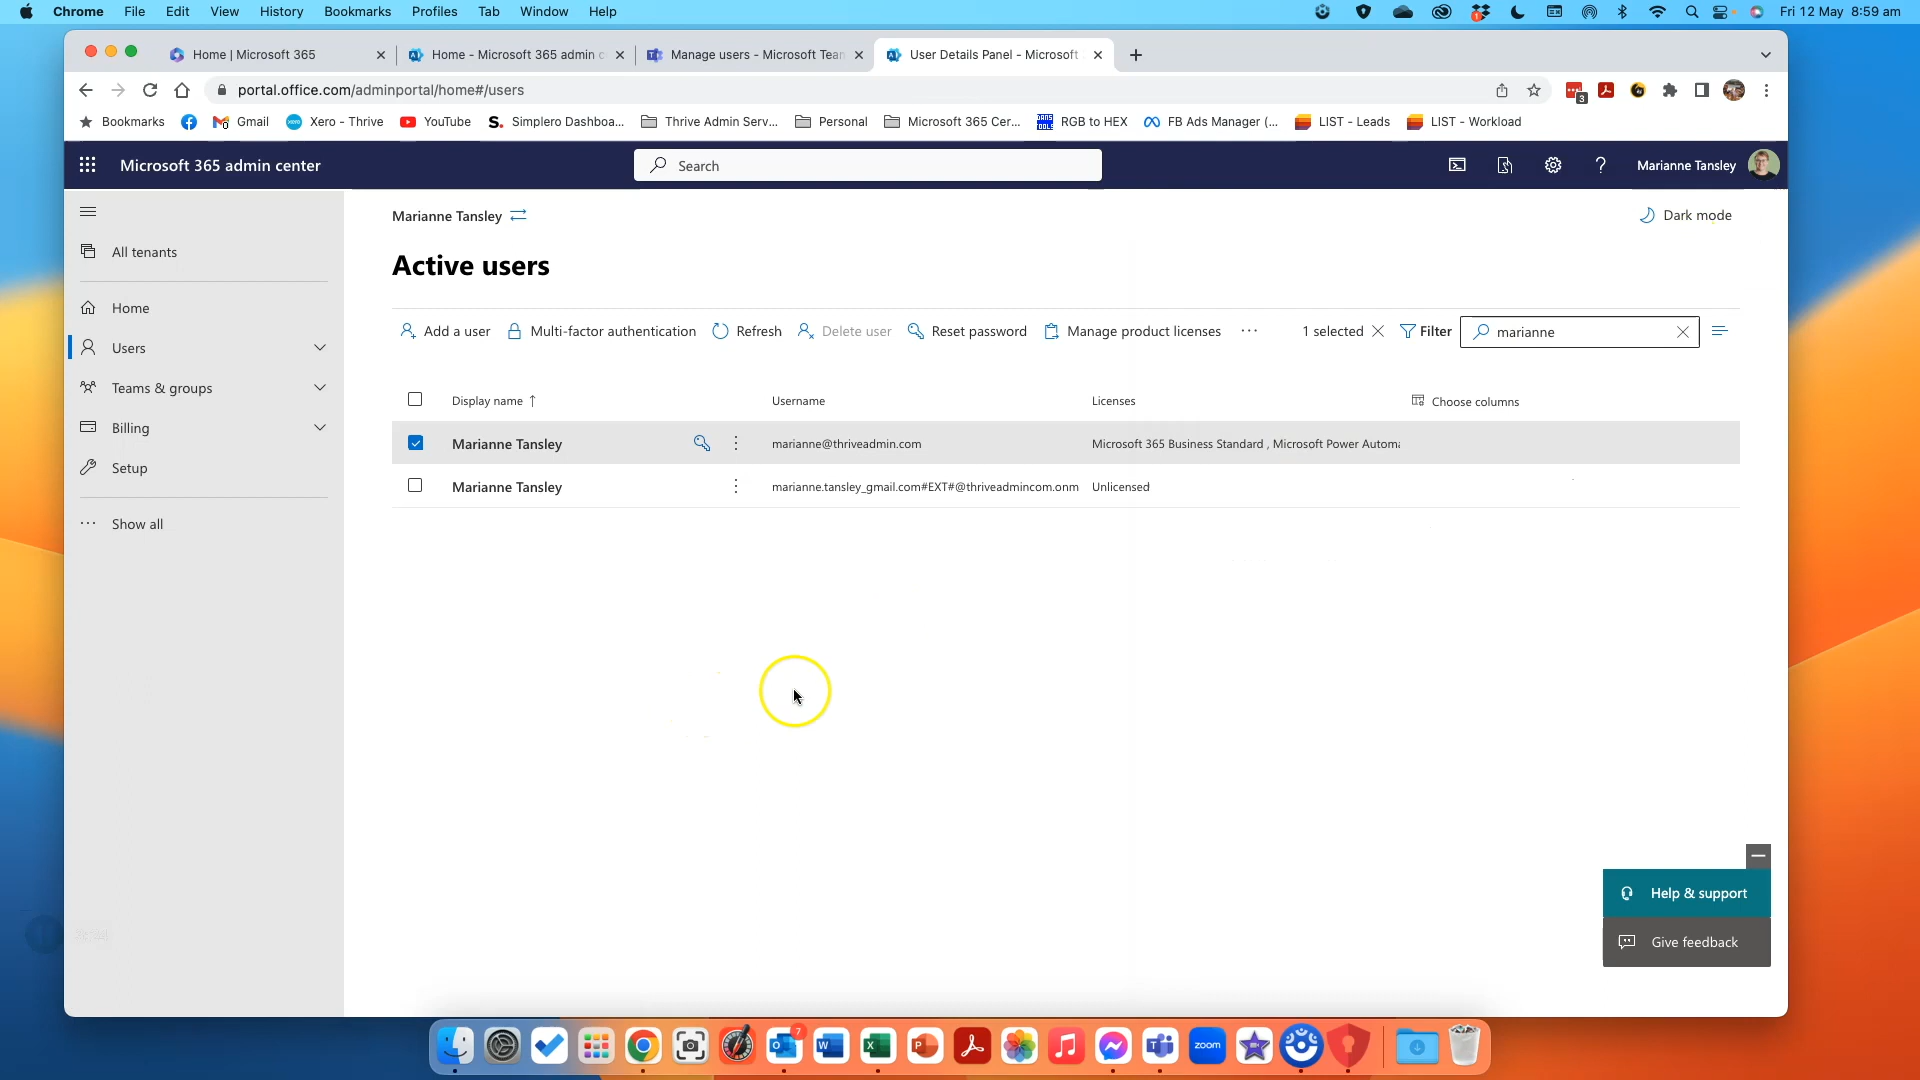 Chrome File Edit View History Bookmarks Profiles Tab Window Help Fri 12 May 8:59 am
Home | Microsoft 365 Home - Microsoft 365 admin c Manage users - Microsoft Team User Details Panel - Microsoft
portal.office.com/adminportal/home#/users 3
Bookmarks Gmail Xero - Thrive YouTube S. Simplero Dashboa... Thrive Admin Serv... Personal Microsoft 365 Cer... RGB to HEX FB Ads Manager (... LIST - Leads LIST - Workload
Microsoft 365 admin center Search Marianne Tansley
Marianne Tansley Dark mode
All tenants
Active users
Home
Add a user Multi-factor authentication Refresh Delete user Reset password Manage product licenses 1 selected Filter marianne
Users
Teams & groups
Display name ↑ Username Licenses Choose columns
Billing
Marianne Tansley marianne@thriveadmin.com Microsoft 365 Business Standard , Microsoft Power Automa
Setup
Marianne Tansley marianne.tansley_gmail.com#EXT#@thriveadmincom.onm Unlicensed
Show all
Help & support
Give feedback
7
zoom